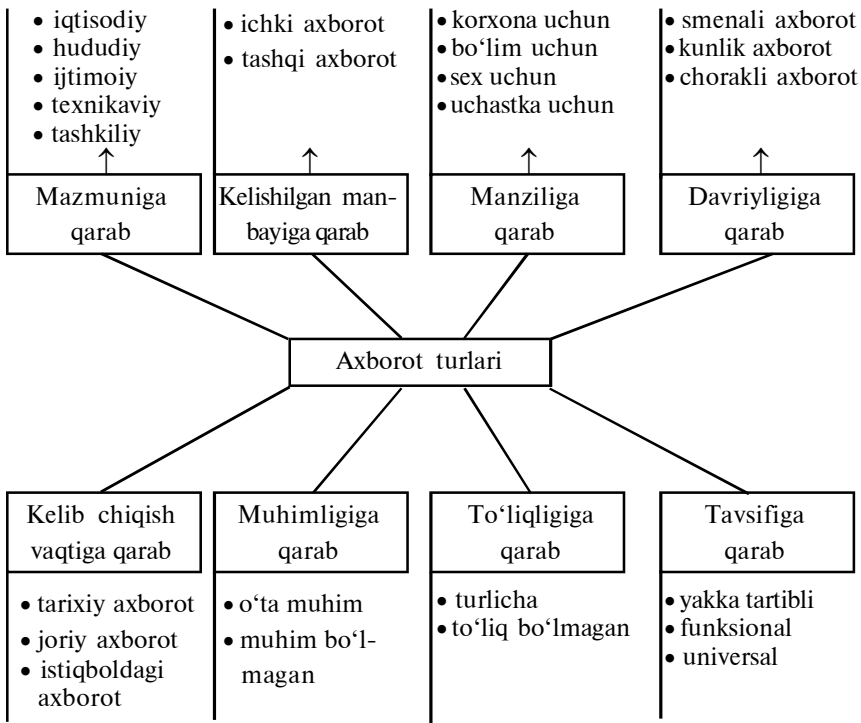 • iqtisodiy
• hududiy
• ijtimoiy
• texnikaviy
• tashkiliy
Mazmuniga
qarab
• ichki axborot
• tashqi axborot
Kelishilgan man-
bayiga qarab
• korxona uchun
• bo‘lim uchun
• sex uchun
• uchastka uchun
Manziliga
qarab
• smenali axborot
• kunlik axborot
• chorakli axborot
Davriyligiga
qarab
Axborot turlari
Kelib chiqish
vaqtiga qarab
• tarixiy axborot
• joriy axborot
• istiqboldagi
axborot
Muhimligiga
qarab
• o‘ta muhim
• muhim bo‘l-
magan
To‘liqligiga
qarab
• turlicha
• to‘liq bo‘lmagan
Tavsifiga
qarab
• yakka tartibli
• funksional
• universal